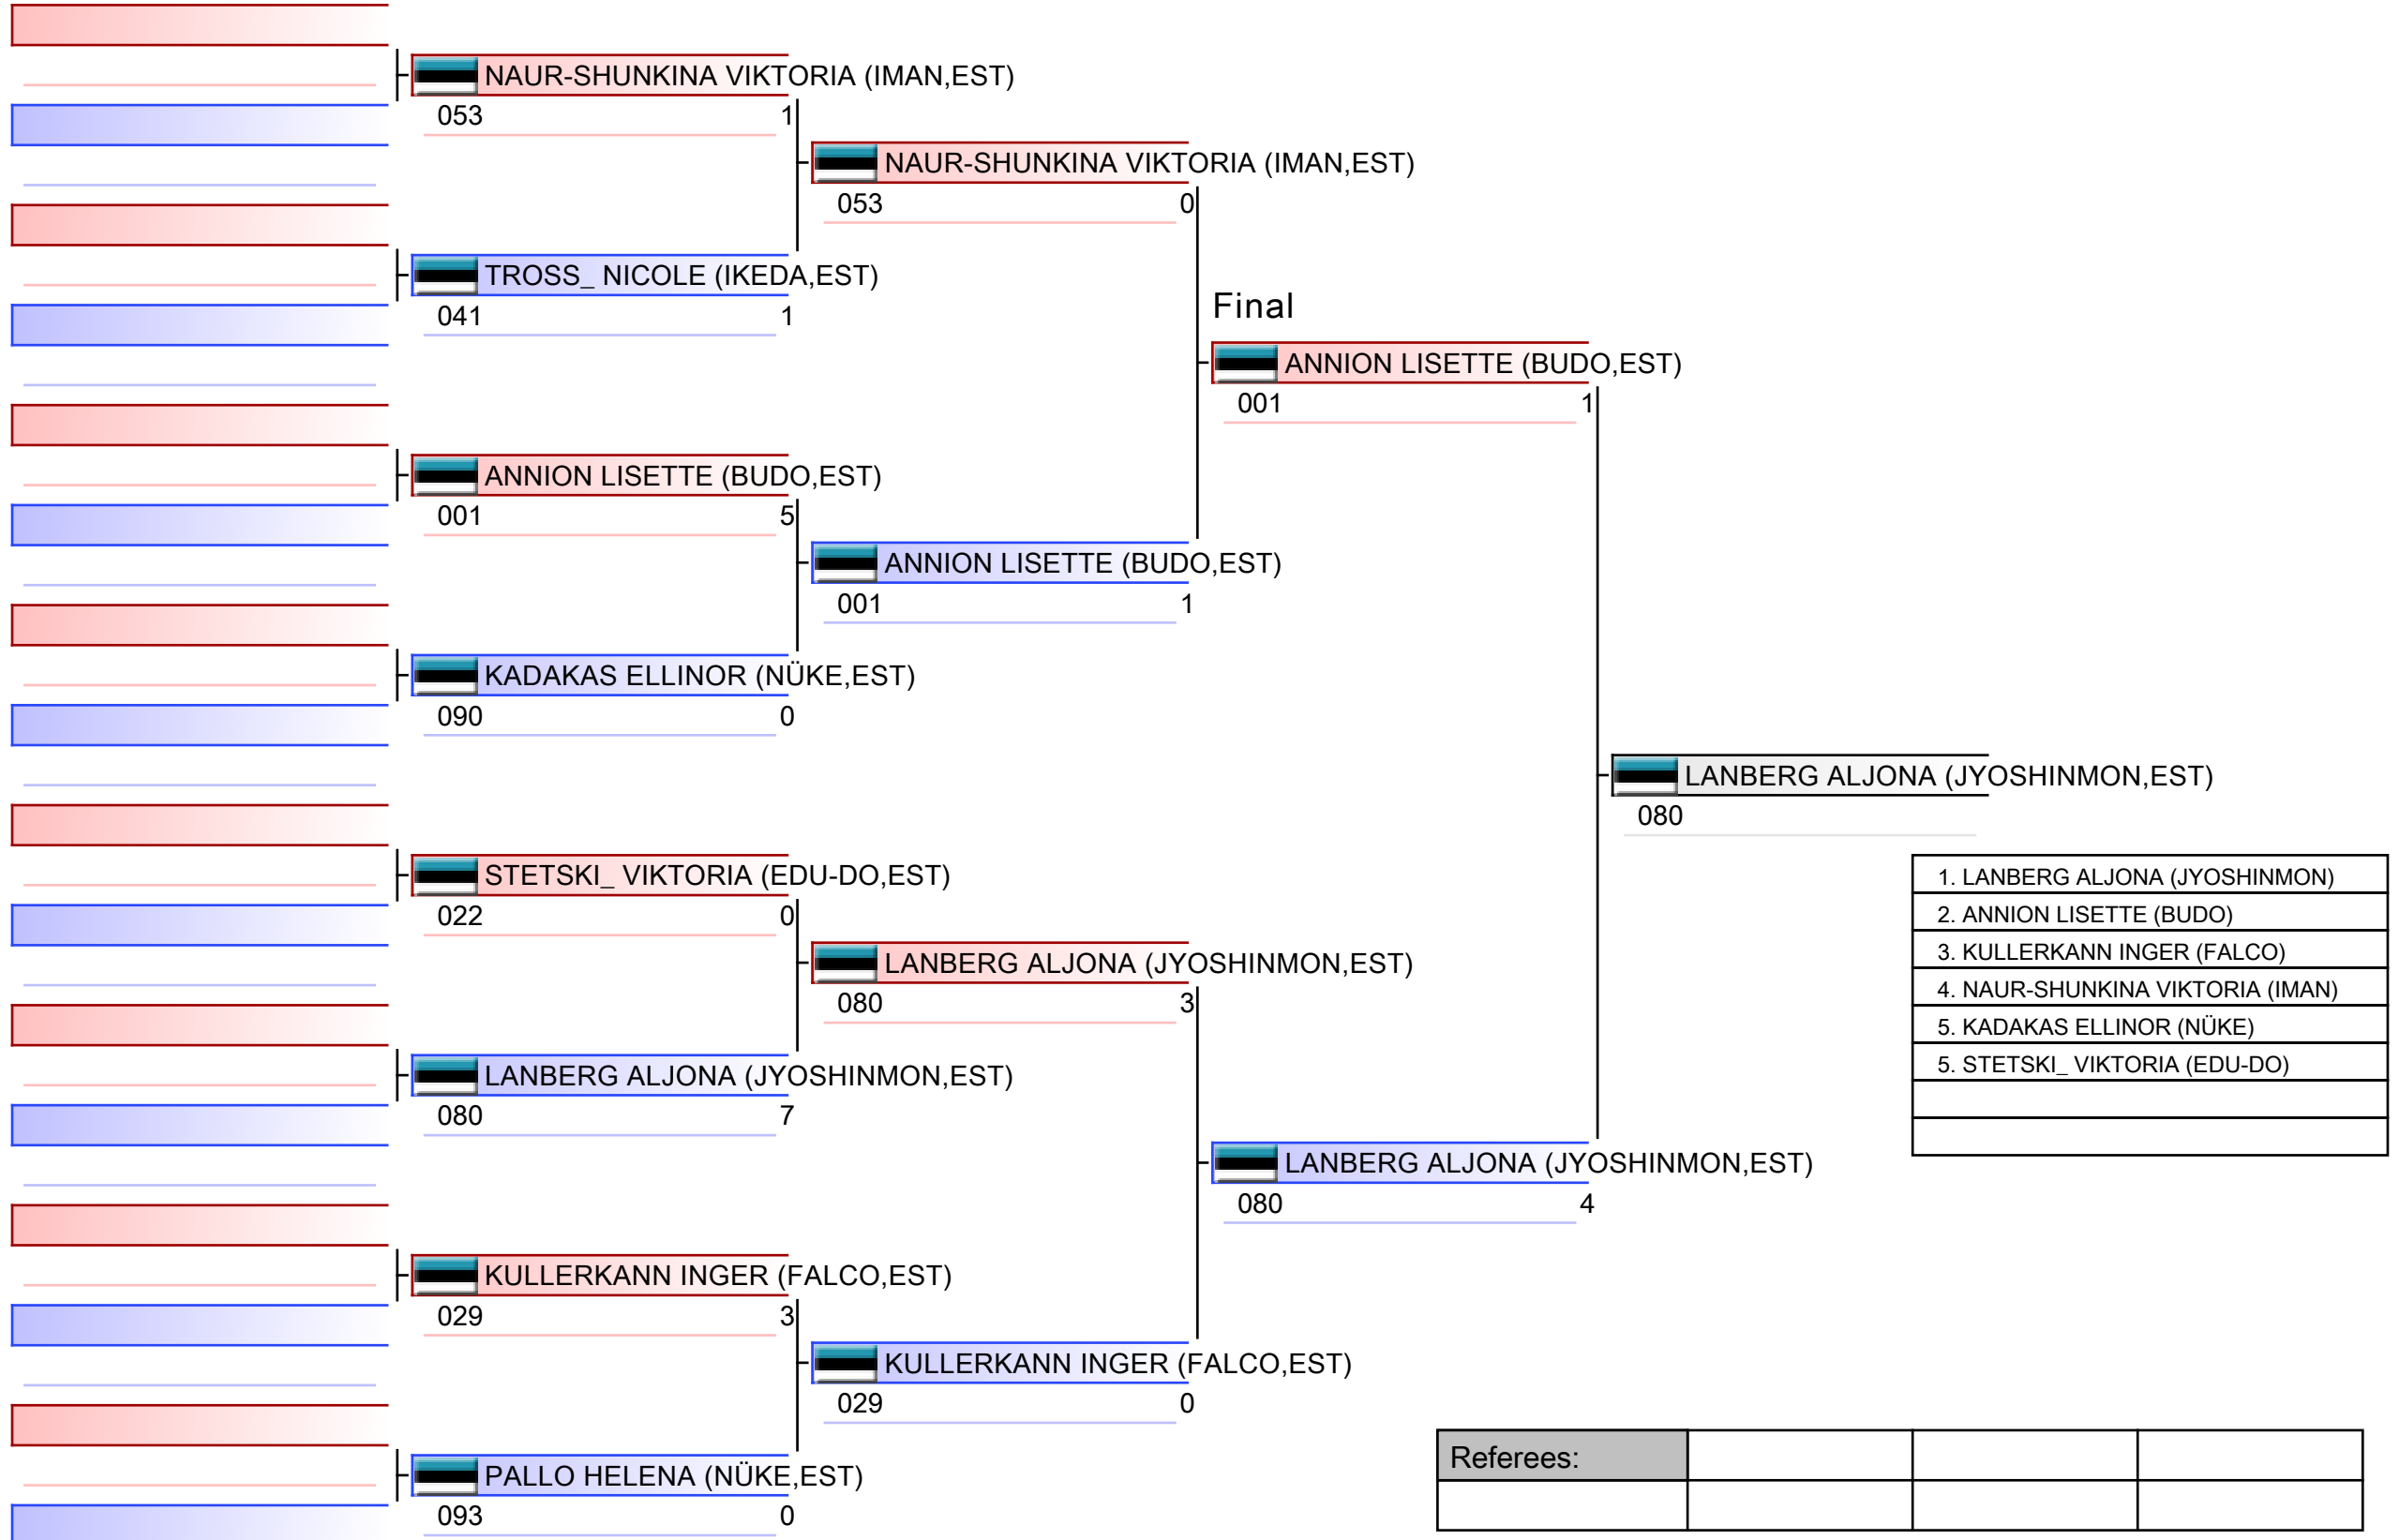 NAUR-SHUNKINA VIKTORIA (IMAN,EST)
053 1
TROSS_ NICOLE (IKEDA,EST)
041 1
ANNION LISETTE (BUDO,EST)
001 5
KADAKAS ELLINOR (NÜKE,EST)
090 0
STETSKI_ VIKTORIA (EDU-DO,EST)
022 0
LANBERG ALJONA (JYOSHINMON,EST)
080 7
KULLERKANN INGER (FALCO,EST)
029 3
PALLO HELENA (NÜKE,EST)
093 0
NAUR-SHUNKINA VIKTORIA (IMAN,EST)
053 0
ANNION LISETTE (BUDO,EST)
001 1
LANBERG ALJONA (JYOSHINMON,EST)
080 3
KULLERKANN INGER (FALCO,EST)
029 0
Final
ANNION LISETTE (BUDO,EST)
001 1
LANBERG ALJONA (JYOSHINMON,EST)
080 4
LANBERG ALJONA (JYOSHINMON,EST)
080
1. LANBERG ALJONA (JYOSHINMON)
2. ANNION LISETTE (BUDO)
3. KULLERKANN INGER (FALCO)
4. NAUR-SHUNKINA VIKTORIA (IMAN)
5. KADAKAS ELLINOR (NÜKE)
5. STETSKI_ VIKTORIA (EDU-DO)
Referees: